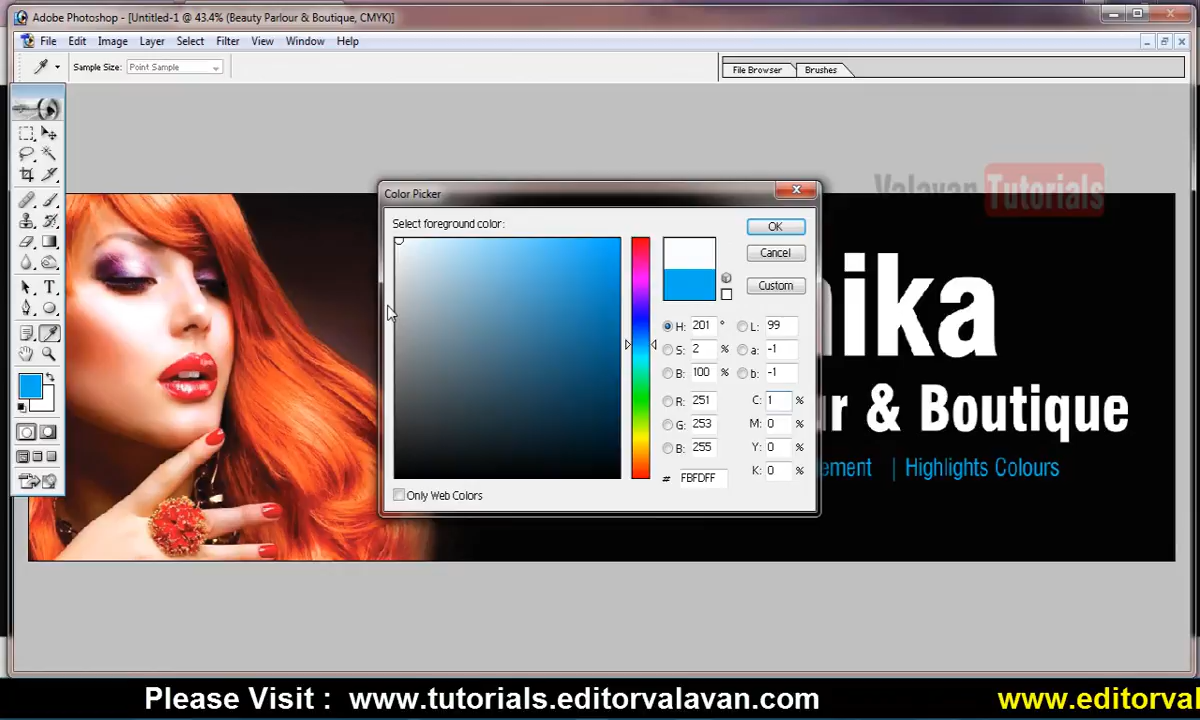 Adobe Photoshop - [Untitled-1 @ 43.4% (Beauty Parlour & Boutique, CMYK)]
File Edit Image Layer Select Filter View Window Help
Sample Size: Point Sample
File Browser Brushes
Valavan Tutorials
Color Picker
Select foreground color:
OK
Cancel
Custom
H: 201 ° L: 99
S: 2 % a: -1
B: 100 % b: -1
R: 251 C: 1 %
G: 253 M: 0 %
B: 255 Y: 0 %
# FBFDFF K: 0 %
Only Web Colors
ika
r & Boutique
ement | Highlights Colours
Please Visit : www.tutorials.editorvalavan.com www.editorval